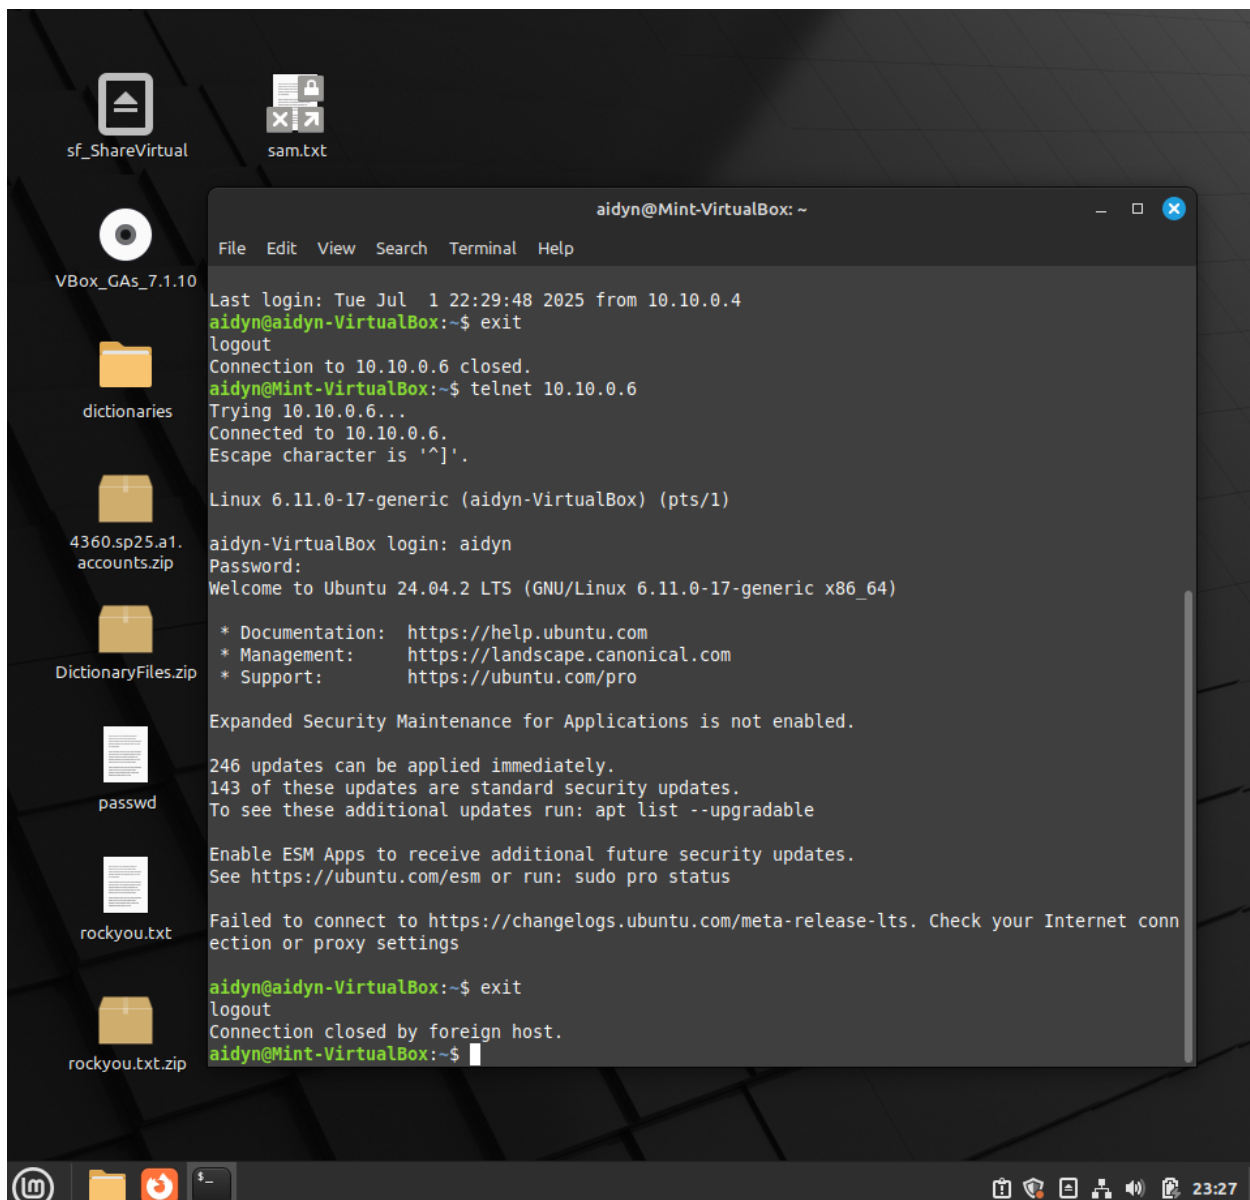 sf_ShareVirtual
sam.txt
VBox_GAs_7.1.10
dictionaries
4360.sp25.a1.
accounts.zip
DictionaryFiles.zip
passwd
rockyou.txt
rockyou.txt.zip
aidyn@Mint-VirtualBox: ~
File Edit View Search Terminal Help
Last login: Tue Jul  1 22:29:48 2025 from 10.10.0.4
aidyn@aidyn-VirtualBox:~$ exit
logout
Connection to 10.10.0.6 closed.
aidyn@Mint-VirtualBox:~$ telnet 10.10.0.6
Trying 10.10.0.6...
Connected to 10.10.0.6.
Escape character is '^]'.
Linux 6.11.0-17-generic (aidyn-VirtualBox) (pts/1)
aidyn-VirtualBox login: aidyn
Password:
Welcome to Ubuntu 24.04.2 LTS (GNU/Linux 6.11.0-17-generic x86_64)
 * Documentation:  https://help.ubuntu.com
 * Management:     https://landscape.canonical.com
 * Support:        https://ubuntu.com/pro
Expanded Security Maintenance for Applications is not enabled.
246 updates can be applied immediately.
143 of these updates are standard security updates.
To see these additional updates run: apt list --upgradable
Enable ESM Apps to receive additional future security updates.
See https://ubuntu.com/esm or run: sudo pro status
Failed to connect to https://changelogs.ubuntu.com/meta-release-lts. Check your Internet conn
ection or proxy settings
aidyn@aidyn-VirtualBox:~$ exit
logout
Connection closed by foreign host.
aidyn@Mint-VirtualBox:~$
$_
23:27